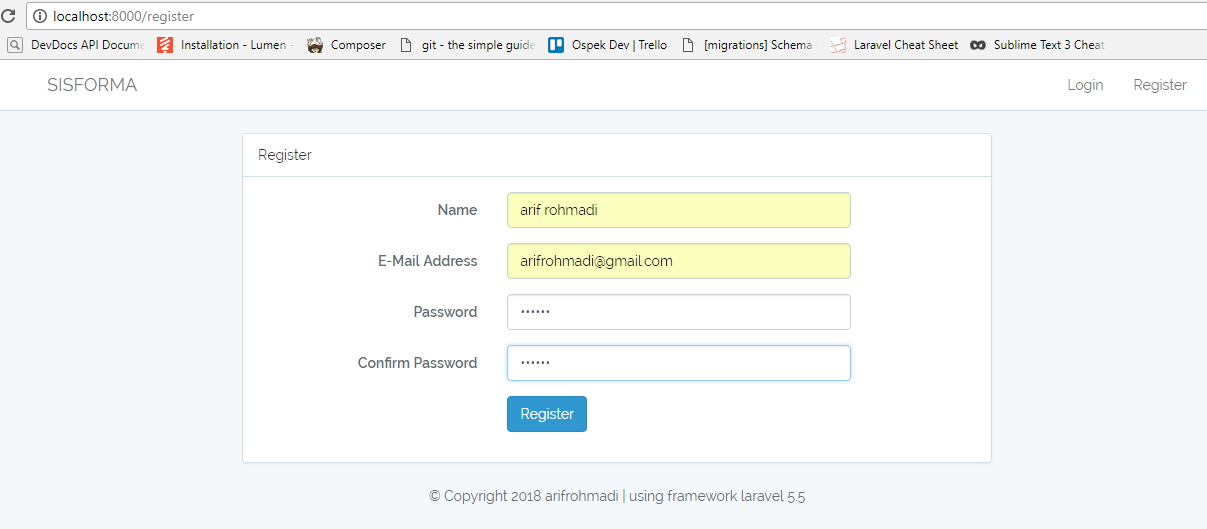 localhost:8000/register
DevDocs API Docume Installation - Lumen - Composer git - the simple guide Ospek Dev | Trello [migrations] Schema Laravel Cheat Sheet Sublime Text 3 Cheat
SISFORMA Login Register
Register
Name arif rohmadi
E-Mail Address arifrohmadi@gmail.com
Password ••••••
Confirm Password ••••••
Register
© Copyright 2018 arifrohmadi | using framework laravel 5.5